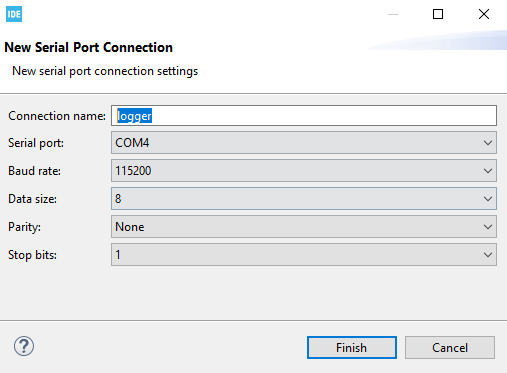 IDE
New Serial Port Connection
New serial port connection settings
Connection name: logger
Serial port: COM4
Baud rate: 115200
Data size: 8
Parity: None
Stop bits: 1
? Finish Cancel